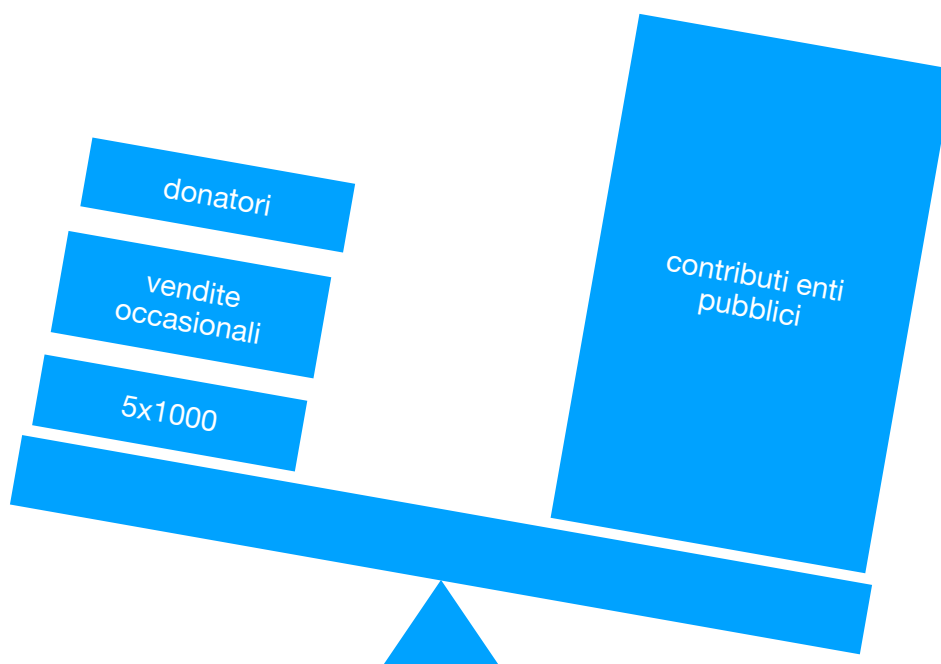 donatori
vendite
occasionali
5x1000
contributi enti
pubblici